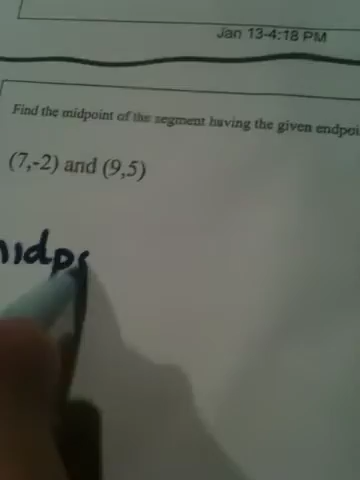 Jan 13-4:18 PM
Find the midpoint of the segment having the given endpoi
(7,-2) and (9,5)